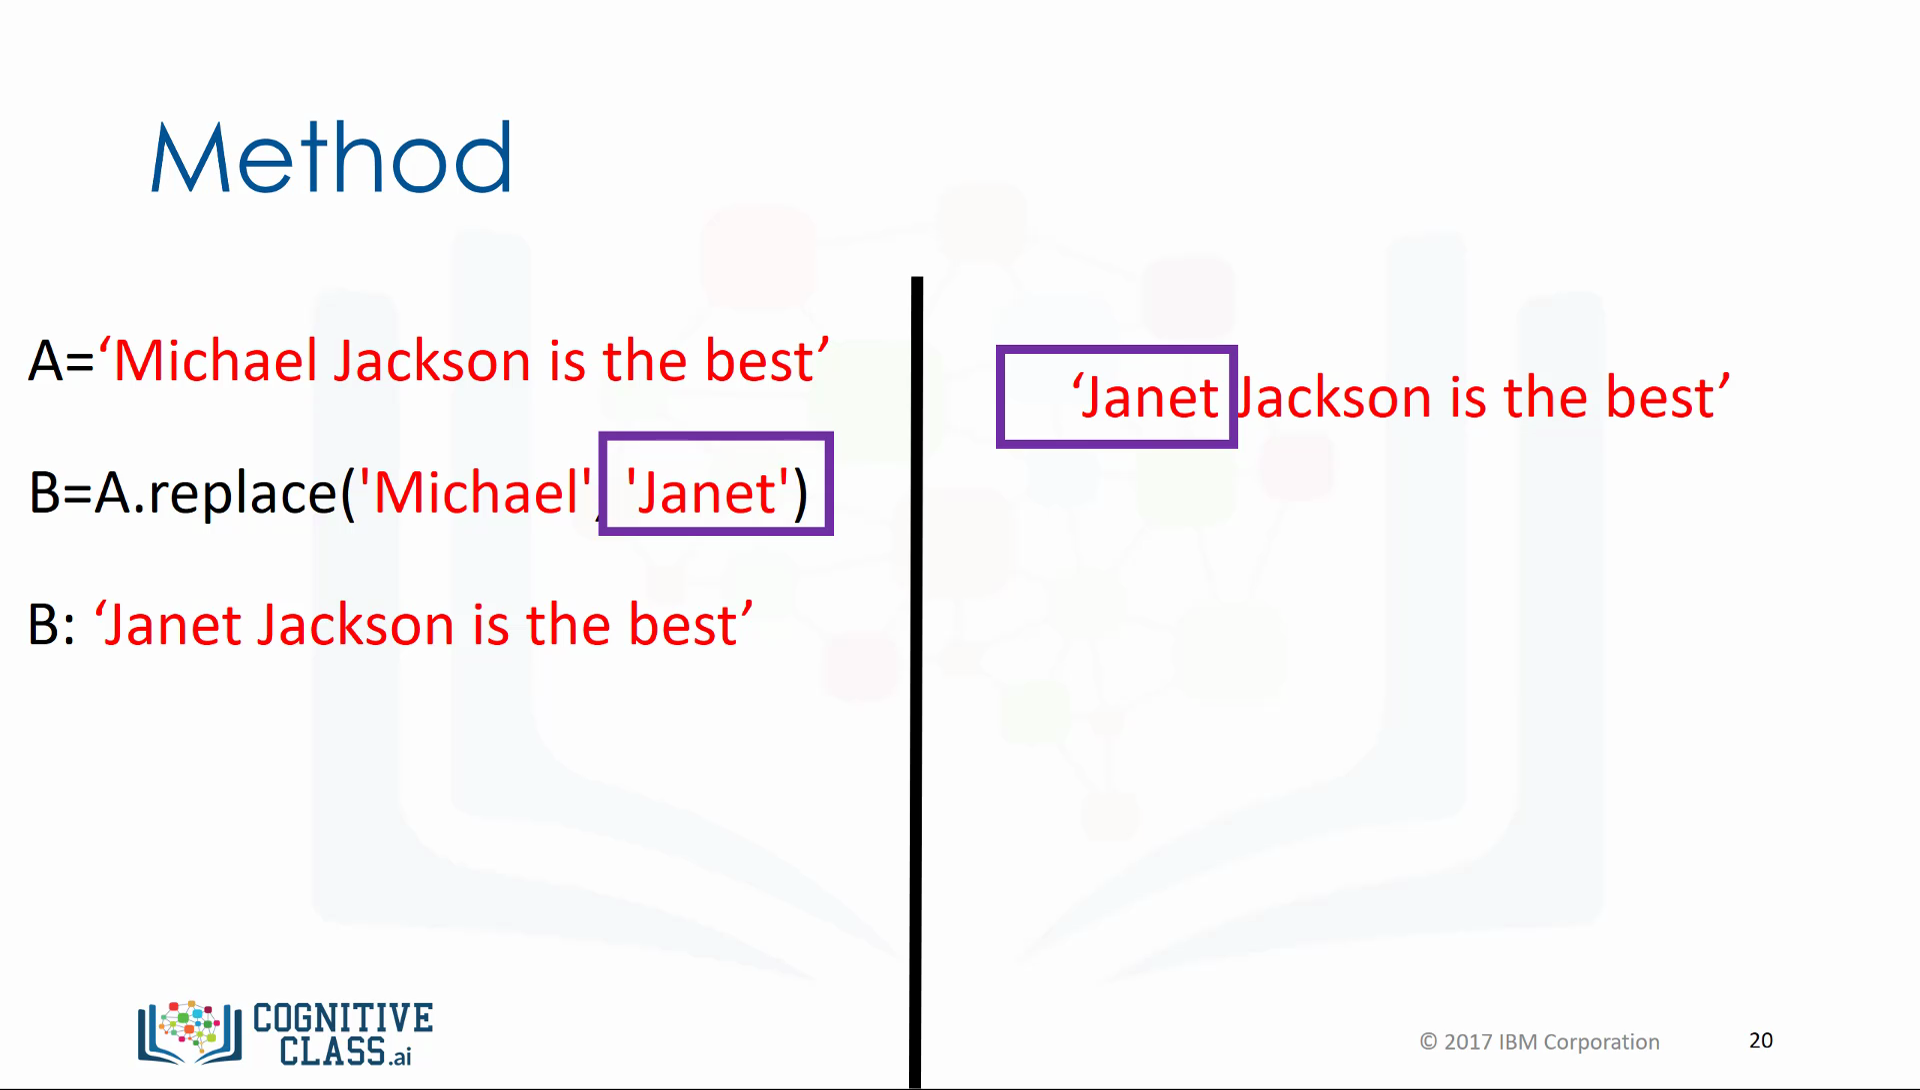 Method
A=‘Michael Jackson is the best’
B=A.replace('Michael', 'Janet')
B: ‘Janet Jackson is the best’
‘Janet Jackson is the best’
COGNITIVE
CLASS.ai
© 2017 IBM Corporation
20